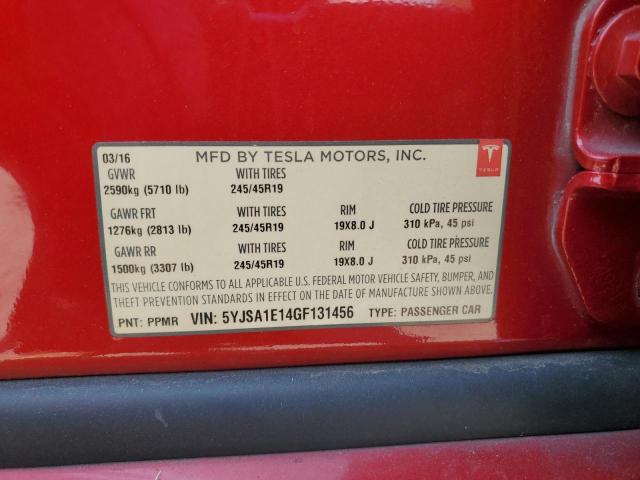 03/16 MFD BY TESLA MOTORS, INC.
GVWR WITH TIRES
2590kg (5710 lb) 245/45R19
TESLA
GAWR FRT WITH TIRES RIM COLD TIRE PRESSURE
1276kg (2813 lb) 245/45R19 19X8.0 J 310 kPa, 45 psi
GAWR RR WITH TIRES RIM COLD TIRE PRESSURE
1500kg (3307 lb) 245/45R19 19X8.0 J 310 kPa, 45 psi
THIS VEHICLE CONFORMS TO ALL APPLICABLE U.S. FEDERAL MOTOR VEHICLE SAFETY, BUMPER, AND
THEFT PREVENTION STANDARDS IN EFFECT ON THE DATE OF MANUFACTURE SHOWN ABOVE.
PNT: PPMR VIN: 5YJSA1E14GF131456 TYPE: PASSENGER CAR